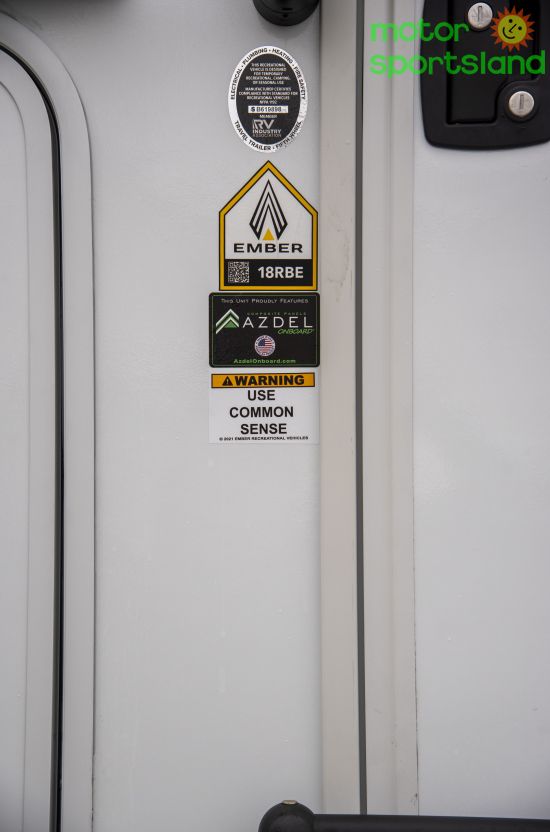 motor
sportsland
ELECTRICAL • PLUMBING • HEATING • FIRE SAFETY
THIS RECREATIONAL
VEHICLE IS DESIGNED
FOR TEMPORARY
RECREATIONAL, CAMPING,
OR SEASONAL USE
MANUFACTURER CERTIFIES
COMPLIANCE WITH STANDARD FOR
RECREATIONAL VEHICLES
NFPA 1192
MEMBER
RV
INDUSTRY
ASSOCIATION
TRAVEL TRAILER • FIFTH WHEEL
EMBER
18RBE
THIS UNIT PROUDLY FEATURES
COMPOSITE PANELS
AZDEL
ONBOARD
AzdelOnboard.com
WARNING
USE
COMMON
SENSE
© 2021 EMBER RECREATIONAL VEHICLES